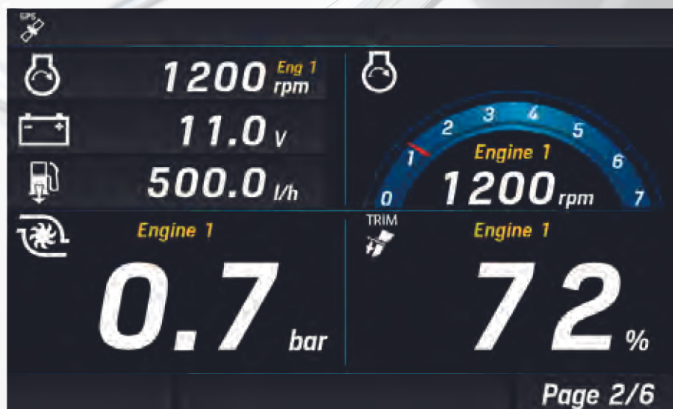 GPS
1200 Eng 1 rpm
11.0 V
500.0 l/h
0 1 2 3 4 5 6 7
Engine 1
1200 rpm
Engine 1
0.7 bar
TRIM
Engine 1
72 %
Page 2/6